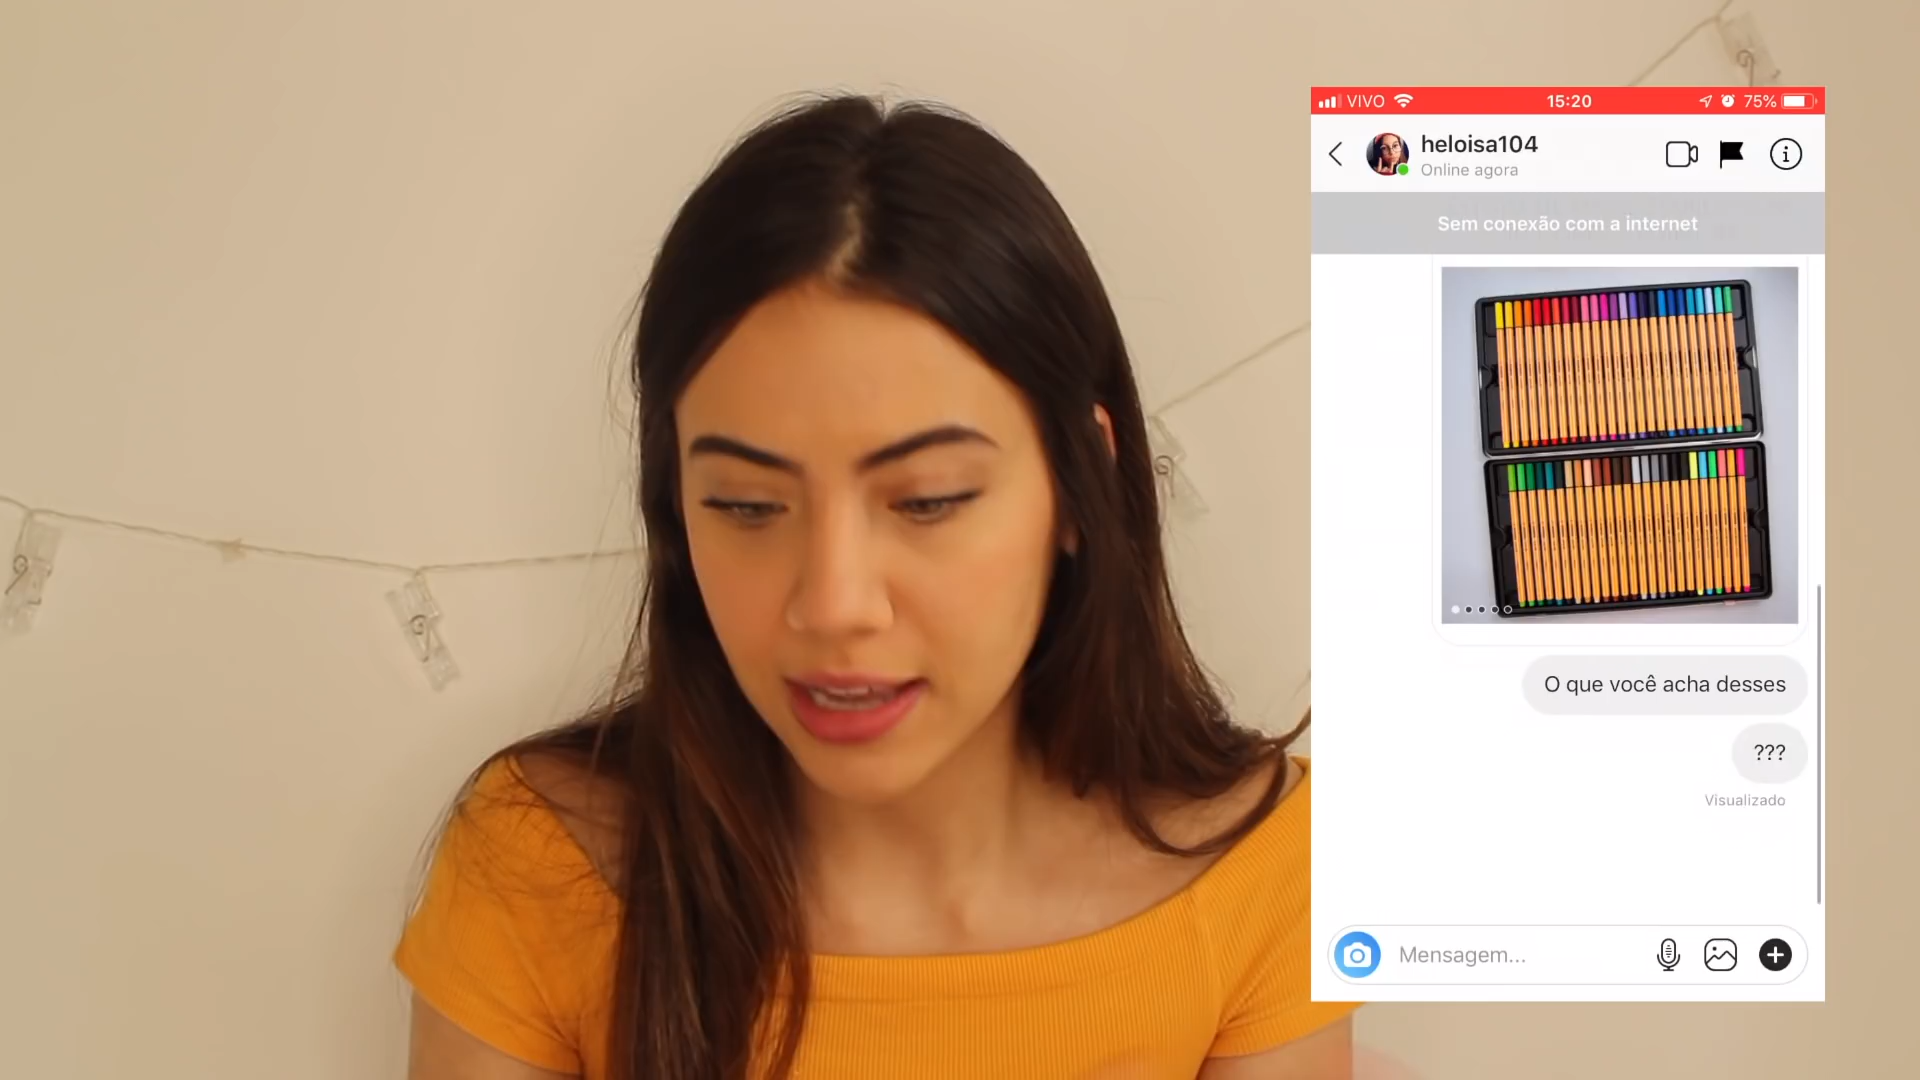 VIVO 15:20 75%
heloisa104
Online agora
Sem conexão com a internet
O que você acha desses
???
Visualizado
Mensagem...